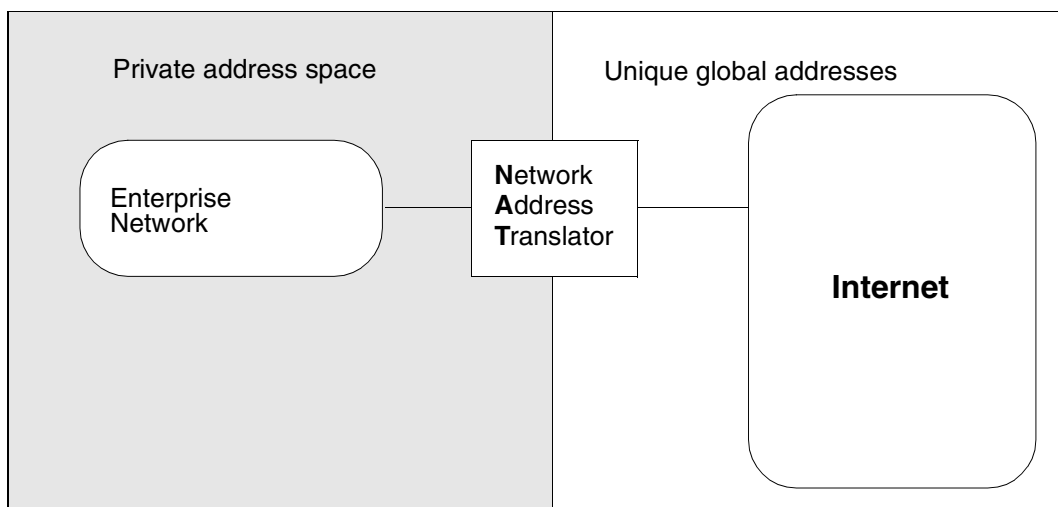 Private address space
Unique global addresses
Enterprise
Network
Network
Address
Translator
Internet